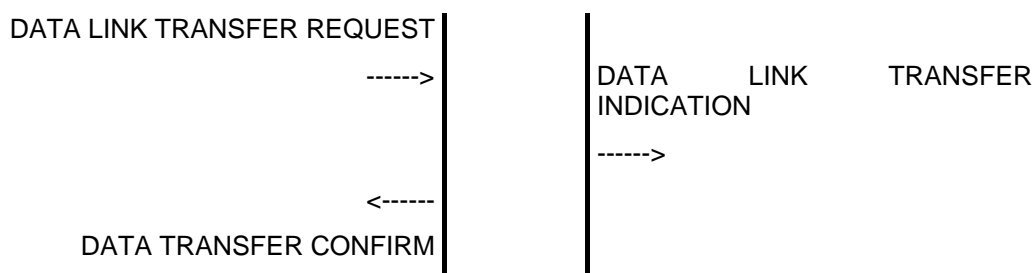 DATA LINK TRANSFER REQUEST
------>
DATA LINK TRANSFER
INDICATION
------>
<------
DATA TRANSFER CONFIRM